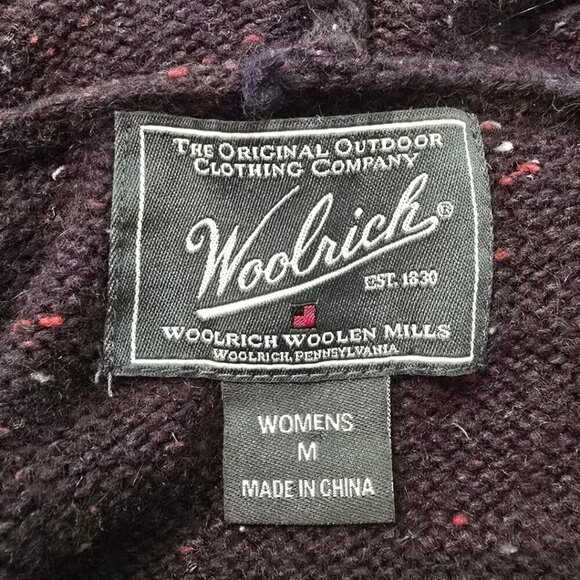 THE ORIGINAL OUTDOOR
CLOTHING COMPANY
Woolrich®
EST. 1830
WOOLRICH WOOLEN MILLS
WOOLRICH, PENNSYLVANIA
WOMENS
M
MADE IN CHINA